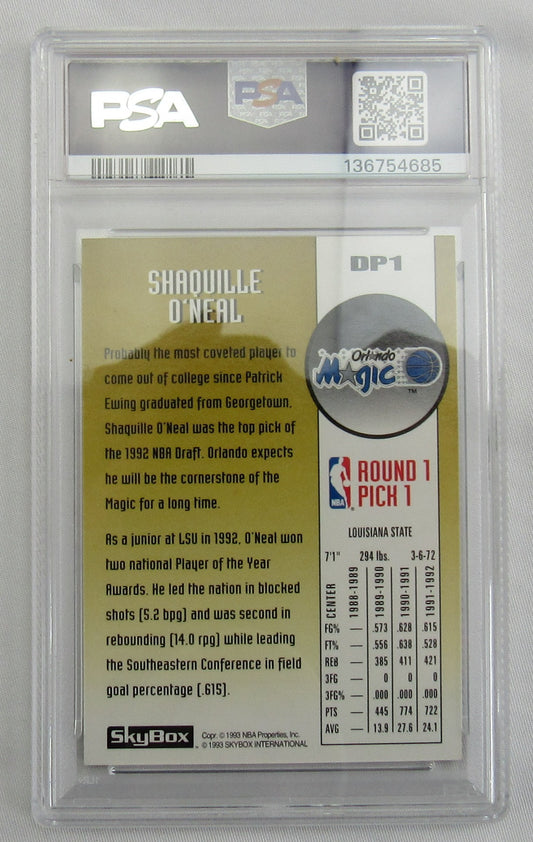 PSA
PSA
136754685
DP1
SHAQUILLE
O'NEAL
Probably the most coveted player to
come out of college since Patrick
Ewing graduated from Georgetown,
Shaquille O'Neal was the top pick of
the 1992 NBA Draft. Orlando expects
he will be the cornerstone of the
Magic for a long time.
As a junior at LSU in 1992, O'Neal won
two national Player of the Year
Awards. He led the nation in blocked
shots (5.2 bpg) and was second in
rebounding (14.0 rpg) while leading
the Southeastern Conference in field
goal percentage (.615).
SkyBox™
Copr. © 1993 NBA Properties, Inc.
© 1993 SKYBOX INTERNATIONAL
Orlando
Magic
™
NBA
ROUND 1
PICK 1
LOUISIANA STATE
7'1" 294 lbs. 3-6-72
CENTER 1988-1989 1989-1990 1990-1991 1991-1992
FG% — .573 .628 .615
FT% — .556 .638 .528
REB — 385 411 421
3FG — 0 0 0
3FG% — .000 .000 .000
PTS — 445 774 722
AVG — 13.9 27.6 24.1